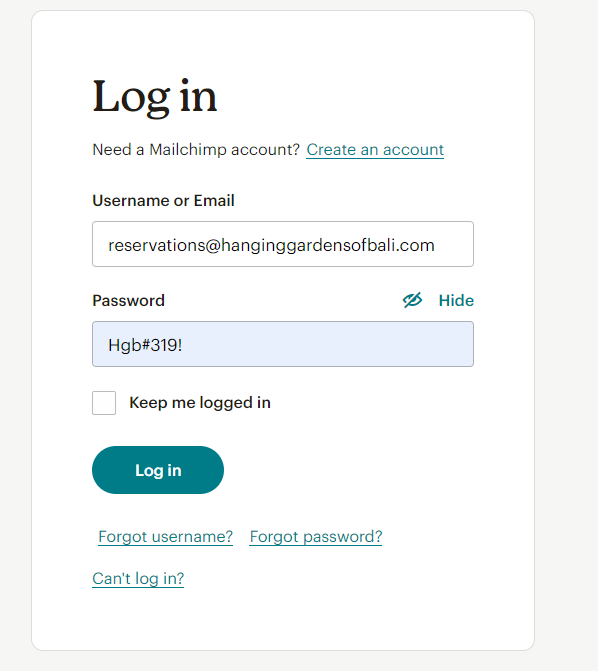 Log in
Need a Mailchimp account? Create an account
Username or Email
reservations@hanginggardensofbali.com
Password Hide
Hgb#319!
Keep me logged in
Log in
Forgot username? Forgot password?
Can't log in?